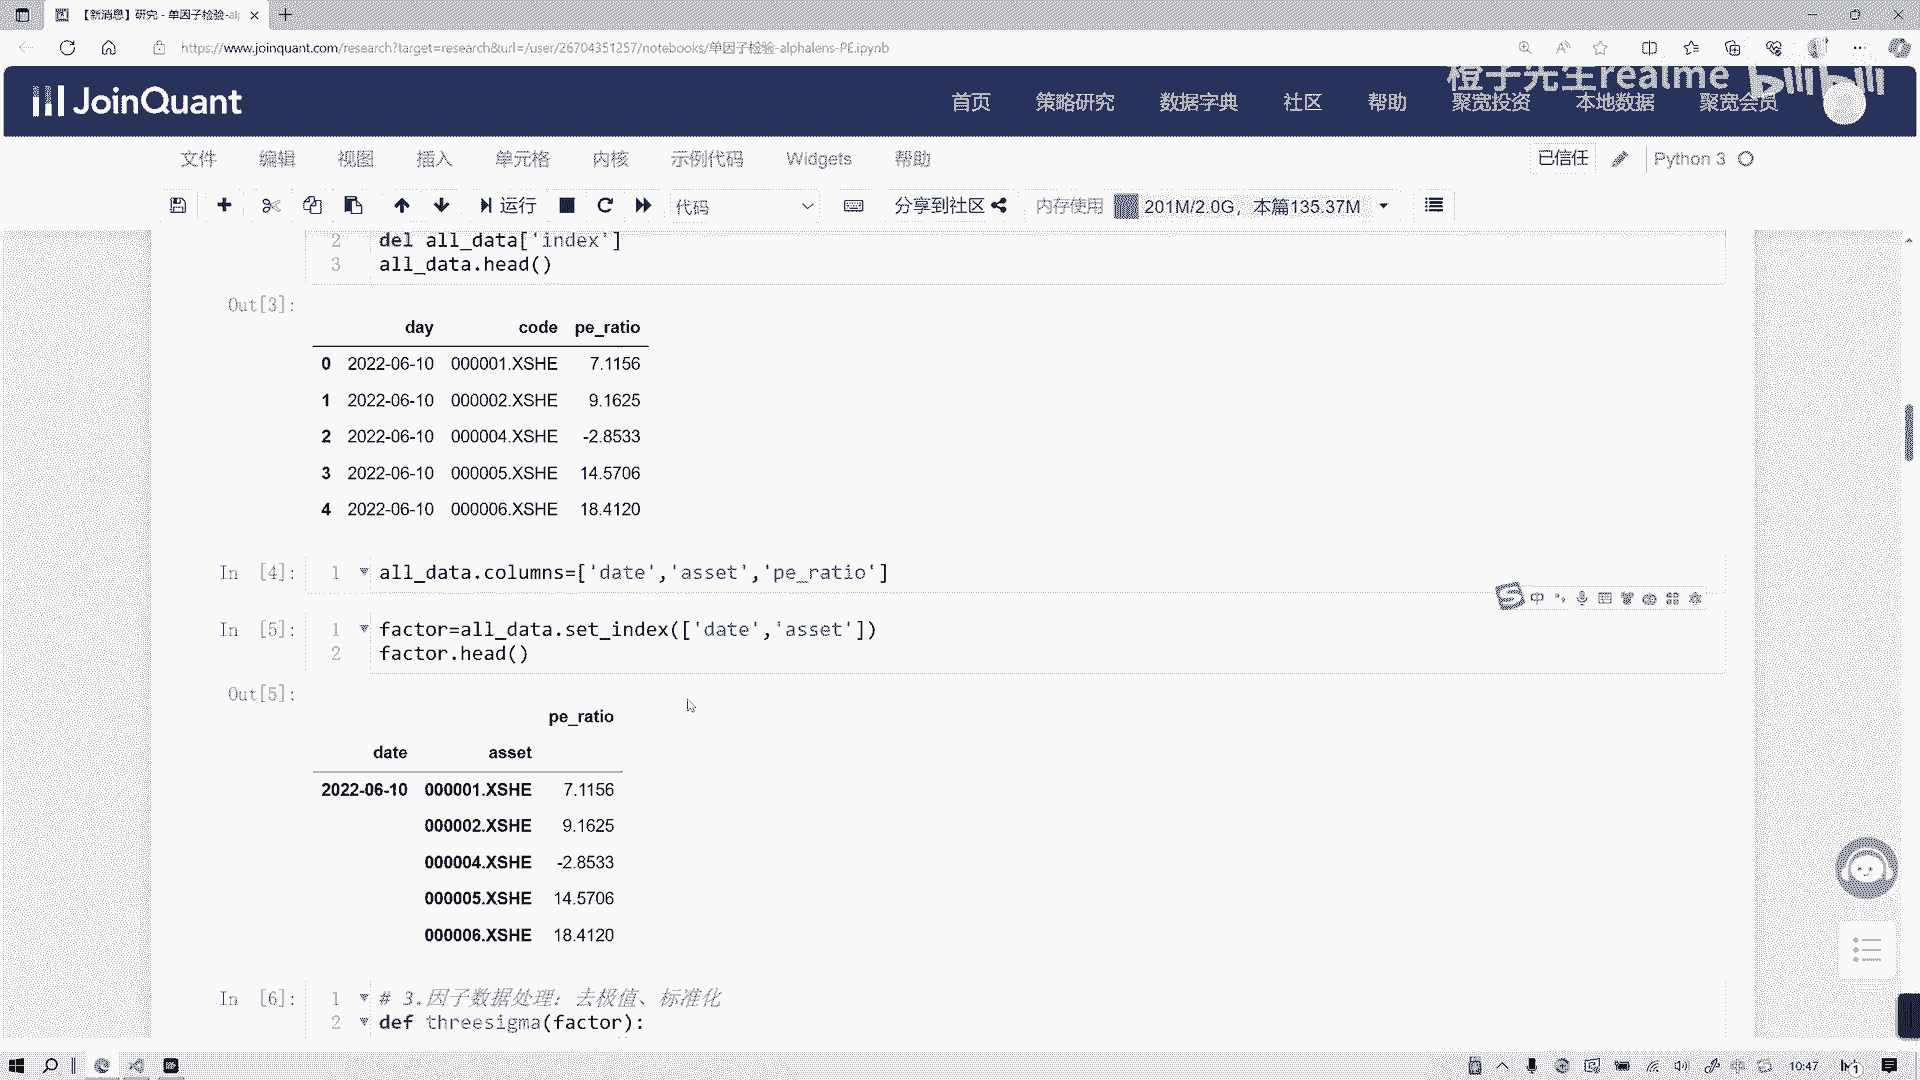 【新消息】研究 - 单因子检验-al
https://www.joinquant.com/research?target=research&url=/user/26704351257/notebooks/单因子检验-alphalens-PE.ipynb
橙子先生realme bilibili
JoinQuant
首页 策略研究 数据字典 社区 帮助 聚宽投资 本地数据 聚宽会员
文件 编辑 视图 插入 单元格 内核 示例代码 Widgets 帮助
已信任 Python 3
运行 代码 分享到社区 内存使用 201M/2.0G，本篇135.37M
2 del all_data['index']
3 all_data.head()
Out[3]:
day code pe_ratio
0 2022-06-10 000001.XSHE 7.1156
1 2022-06-10 000002.XSHE 9.1625
2 2022-06-10 000004.XSHE -2.8533
3 2022-06-10 000005.XSHE 14.5706
4 2022-06-10 000006.XSHE 18.4120
In [4]: 1 all_data.columns=['date','asset','pe_ratio']
In [5]: 1 factor=all_data.set_index(['date','asset'])
2 factor.head()
Out[5]:
pe_ratio
date asset
2022-06-10 000001.XSHE 7.1156
000002.XSHE 9.1625
000004.XSHE -2.8533
000005.XSHE 14.5706
000006.XSHE 18.4120
In [6]: 1 # 3.因子数据处理：去极值、标准化
2 def threesigma(factor):
中
10:47